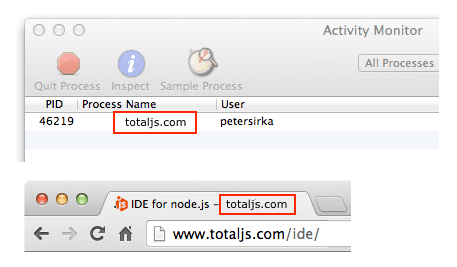 Activity Monitor
Quit Process Inspect Sample Process All Processes
PID Process Name User
46219 totaljs.com petersirka
IDE for node.js – totaljs.com
www.totaljs.com/ide/